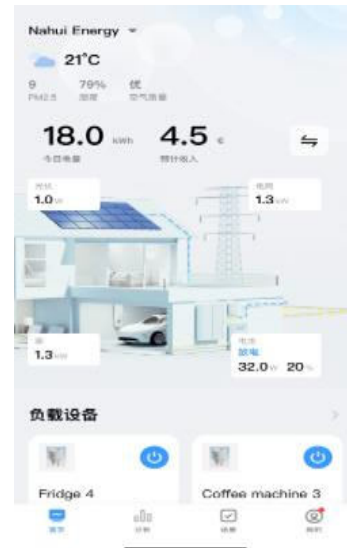 Nahui Energy
21°C
9 79% 优
PM2.5 湿度 空气质量
18.0 kWh 4.5 €
今日电量 预计收入
光伏 电网
1.0 W 1.3 kW
家 电池
放电
1.3 kW 32.0 W 20 %
负载设备
Fridge 4 Coffee machine 3
首页 分析 场景 我的